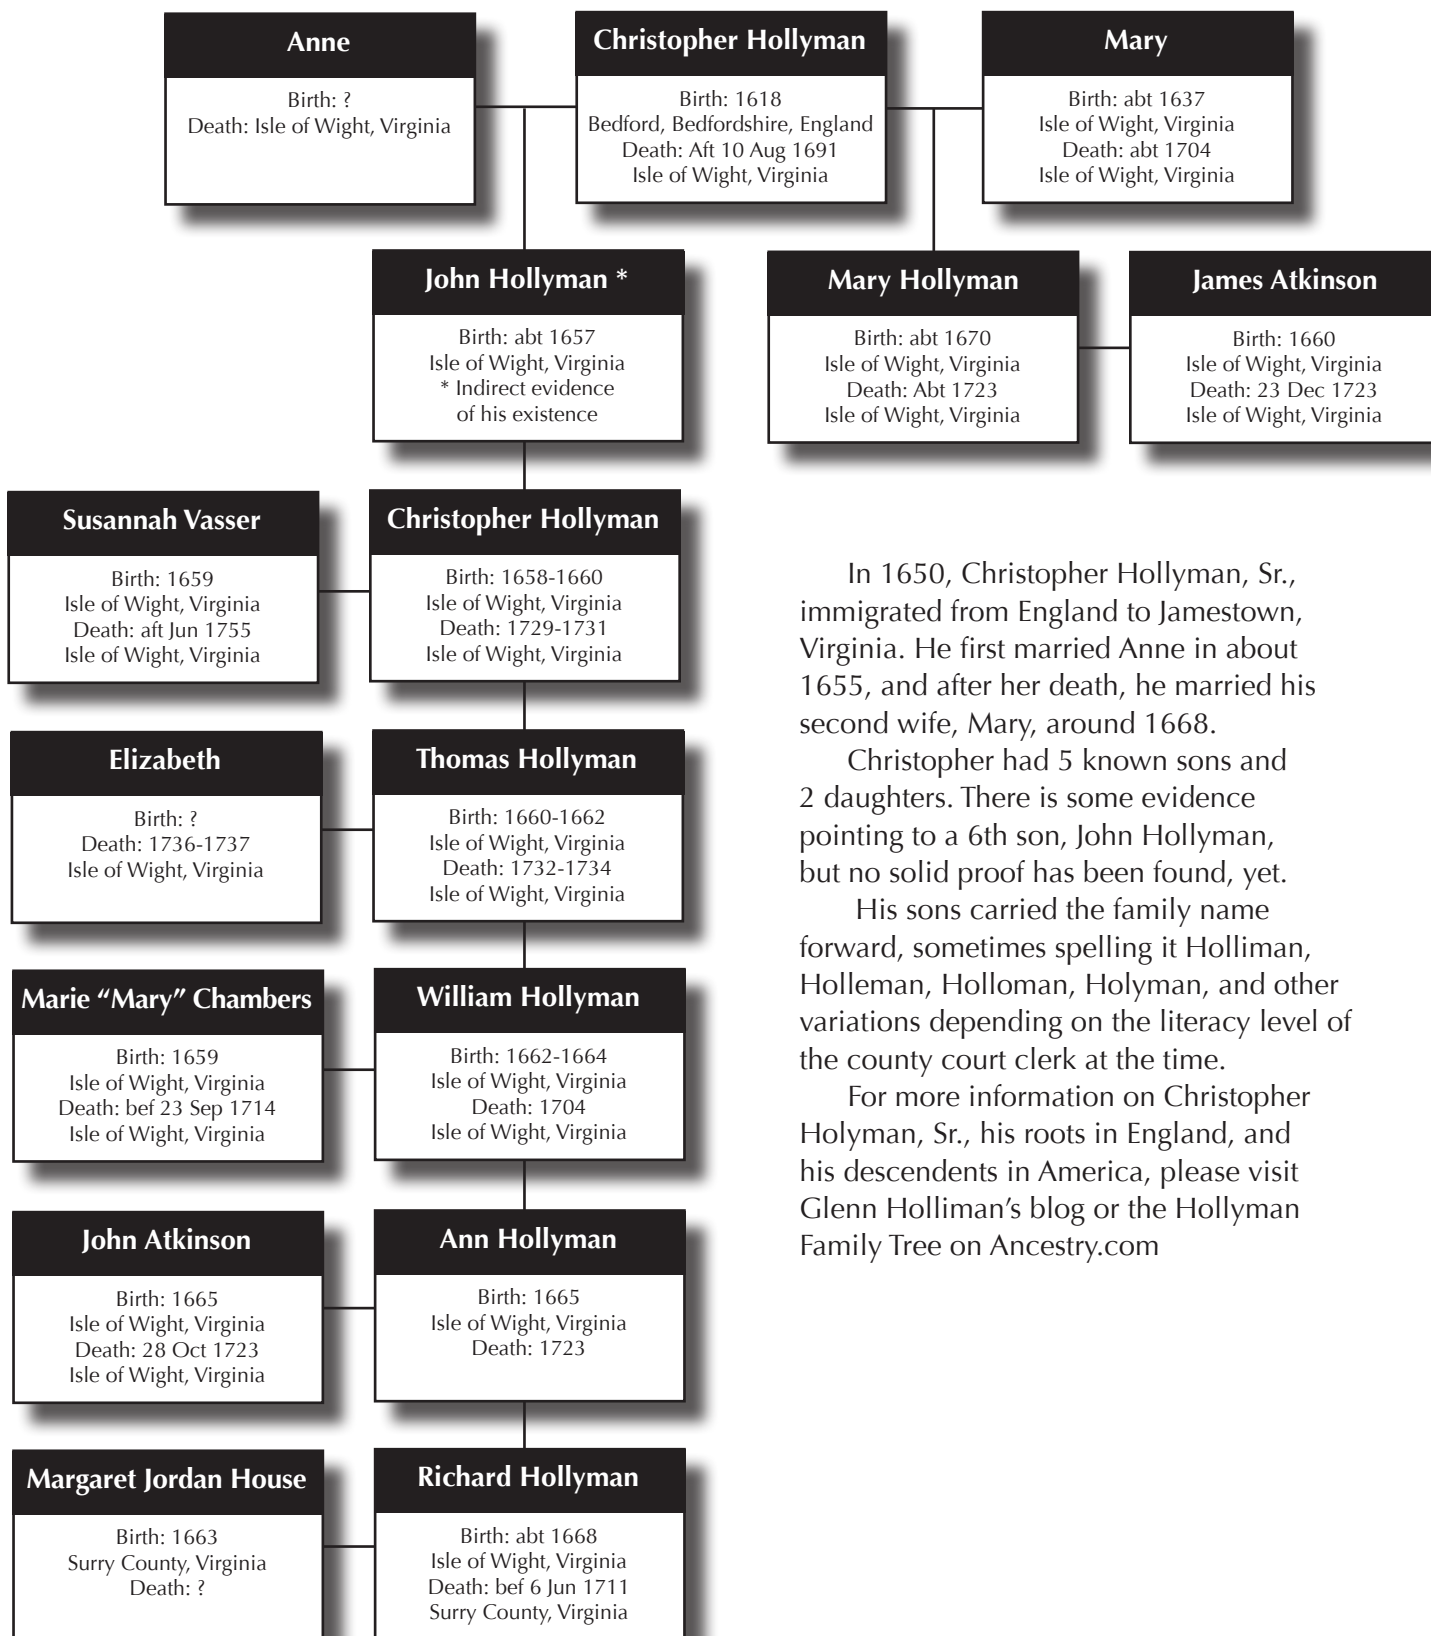 Anne
Birth: ?
Death: Isle of Wight, Virginia
Christopher Hollyman
Birth: 1618
Bedford, Bedfordshire, England
Death: Aft 10 Aug 1691
Isle of Wight, Virginia
Mary
Birth: abt 1637
Isle of Wight, Virginia
Death: abt 1704
Isle of Wight, Virginia
John Hollyman *
Birth: abt 1657
Isle of Wight, Virginia
* Indirect evidence
of his existence
Mary Hollyman
Birth: abt 1670
Isle of Wight, Virginia
Death: Abt 1723
Isle of Wight, Virginia
James Atkinson
Birth: 1660
Isle of Wight, Virginia
Death: 23 Dec 1723
Isle of Wight, Virginia
Susannah Vasser
Birth: 1659
Isle of Wight, Virginia
Death: aft Jun 1755
Isle of Wight, Virginia
Christopher Hollyman
Birth: 1658-1660
Isle of Wight, Virginia
Death: 1729-1731
Isle of Wight, Virginia
Elizabeth
Birth: ?
Death: 1736-1737
Isle of Wight, Virginia
Thomas Hollyman
Birth: 1660-1662
Isle of Wight, Virginia
Death: 1732-1734
Isle of Wight, Virginia
Marie “Mary” Chambers
Birth: 1659
Isle of Wight, Virginia
Death: bef 23 Sep 1714
Isle of Wight, Virginia
William Hollyman
Birth: 1662-1664
Isle of Wight, Virginia
Death: 1704
Isle of Wight, Virginia
John Atkinson
Birth: 1665
Isle of Wight, Virginia
Death: 28 Oct 1723
Isle of Wight, Virginia
Ann Hollyman
Birth: 1665
Isle of Wight, Virginia
Death: 1723
Margaret Jordan House
Birth: 1663
Surry County, Virginia
Death: ?
Richard Hollyman
Birth: abt 1668
Isle of Wight, Virginia
Death: bef 6 Jun 1711
Surry County, Virginia
In 1650, Christopher Hollyman, Sr.,
immigrated from England to Jamestown,
Virginia. He first married Anne in about
1655, and after her death, he married his
second wife, Mary, around 1668.
Christopher had 5 known sons and
2 daughters. There is some evidence
pointing to a 6th son, John Hollyman,
but no solid proof has been found, yet.
His sons carried the family name
forward, sometimes spelling it Holliman,
Holleman, Holloman, Holyman, and other
variations depending on the literacy level of
the county court clerk at the time.
For more information on Christopher
Holyman, Sr., his roots in England, and
his descendents in America, please visit
Glenn Holliman’s blog or the Hollyman
Family Tree on Ancestry.com